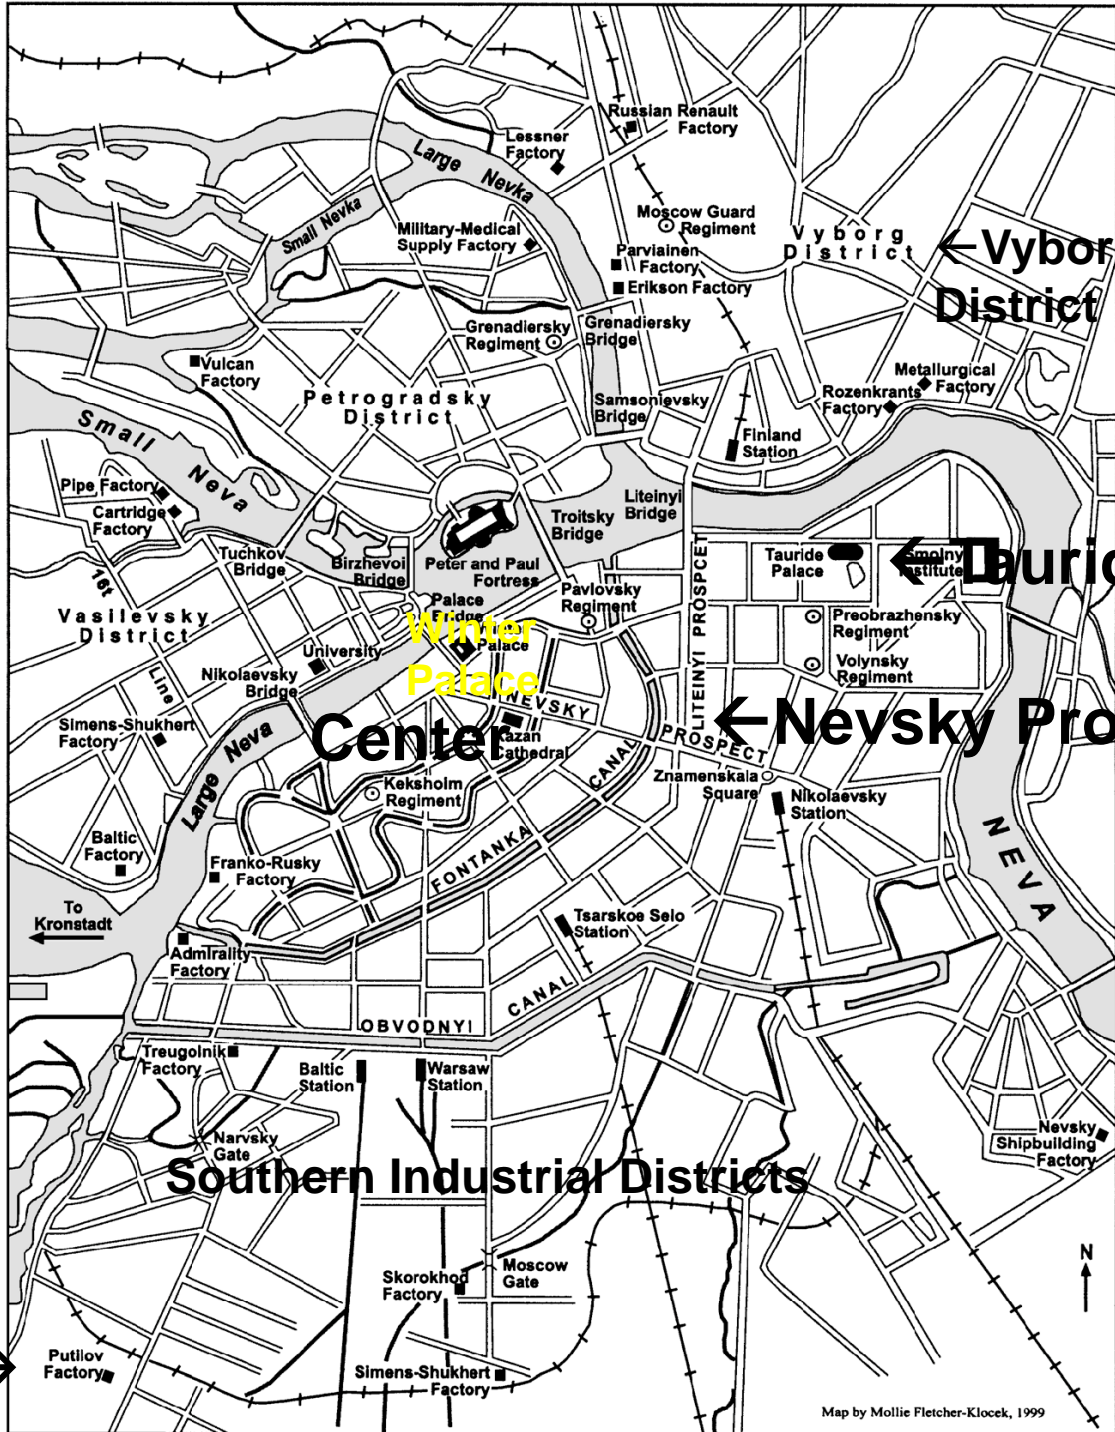 Russian Renault
Factory
Lessner
Factory
Large Nevka
Small Nevka
Military-Medical
Supply Factory
Moscow Guard
Regiment
Vyborg
District
←Vybor
District
Parviainen
Factory
Erikson Factory
Grenadiersky
Regiment
Grenadiersky
Bridge
Vulcan
Factory
Petrogradsky
District
Samsonievsky
Bridge
Metallurgical
Factory
Rozenkrants
Factory
Finland
Station
Small Neva
Pipe Factory
Cartridge
Factory
Liteinyi
Bridge
Troitsky
Bridge
Tuchkov
Bridge
Birzhevoi
Bridge
Peter and Paul
Fortress
Tauride
Palace
Smolny
Institute
←Taurid
16t
Line
Vasilevsky
District
Palace
Bridge
Pavlovsky
Regiment
Winter
Palace
Palace
LITEINYI PROSPCET
Preobrazhensky
Regiment
Volynsky
Regiment
University
Nikolaevsky
Bridge
NEVSKY PROSPECT
←Nevsky Pro
Simens-Shukhert
Factory
Large Neva
Center
Kazan
Cathedral
CANAL
Znamenskaia
Square
Nikolaevsky
Station
Keksholm
Regiment
Baltic
Factory
Franko-Rusky
Factory
FONTANKA
NEVA
To
Kronstadt
Tsarskoe Selo
Station
Admirality
Factory
OBVODNYI CANAL
Treugolnik
Factory
Baltic
Station
Warsaw
Station
Narvsky
Gate
Nevsky
Shipbuilding
Factory
Southern Industrial Districts
Moscow
Gate
Skorokhod
Factory
N
Putilov
Factory
Simens-Shukhert
Factory
Map by Mollie Fletcher-Klocek, 1999